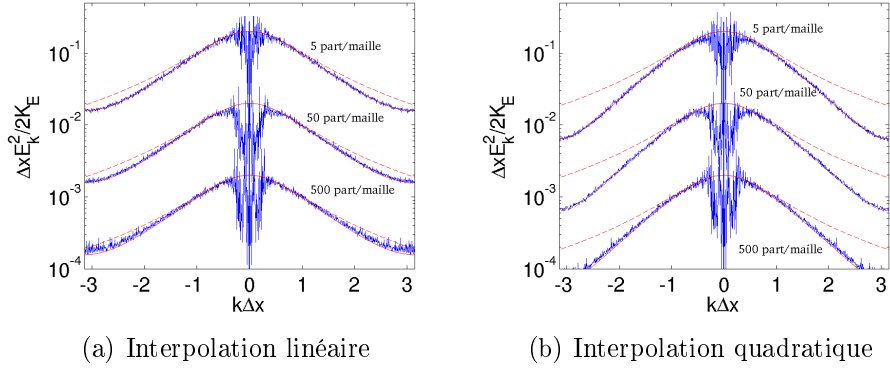 10^-1
10^-2
10^-3
10^-4
ΔxE_k^2/2K_E
5 part/maille
50 part/maille
500 part/maille
-3 -2 -1 0 1 2 3
kΔx
(a) Interpolation linéaire
10^-1
10^-2
10^-3
10^-4
ΔxE_k^2/2K_E
5 part/maille
50 part/maille
500 part/maille
-3 -2 -1 0 1 2 3
kΔx
(b) Interpolation quadratique